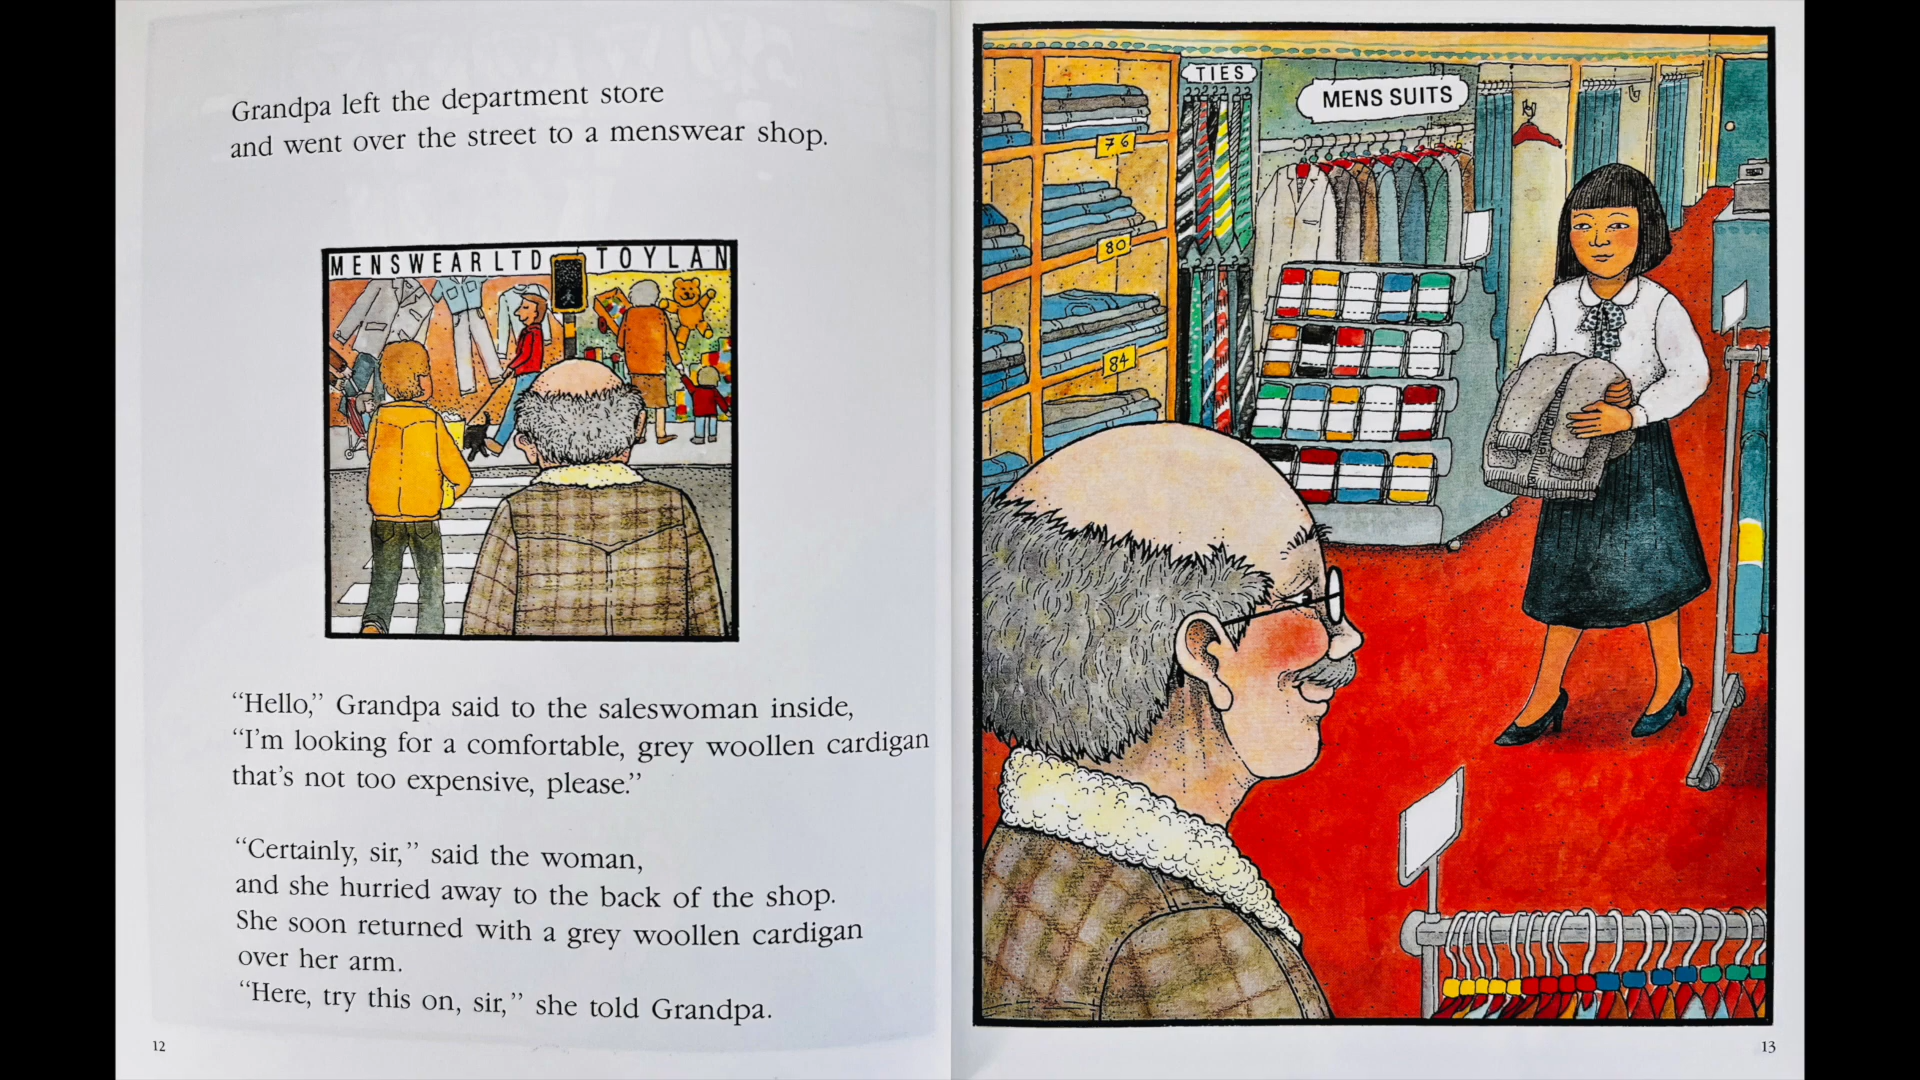 Grandpa left the department store
and went over the street to a menswear shop.
MENSWEAR LTD
TOYLAN
“Hello,” Grandpa said to the saleswoman inside,
“I’m looking for a comfortable, grey woollen cardigan
that’s not too expensive, please.”
“Certainly, sir,” said the woman,
and she hurried away to the back of the shop.
She soon returned with a grey woollen cardigan
over her arm.
“Here, try this on, sir,” she told Grandpa.
12
TIES
MENS SUITS
76
80
84
13